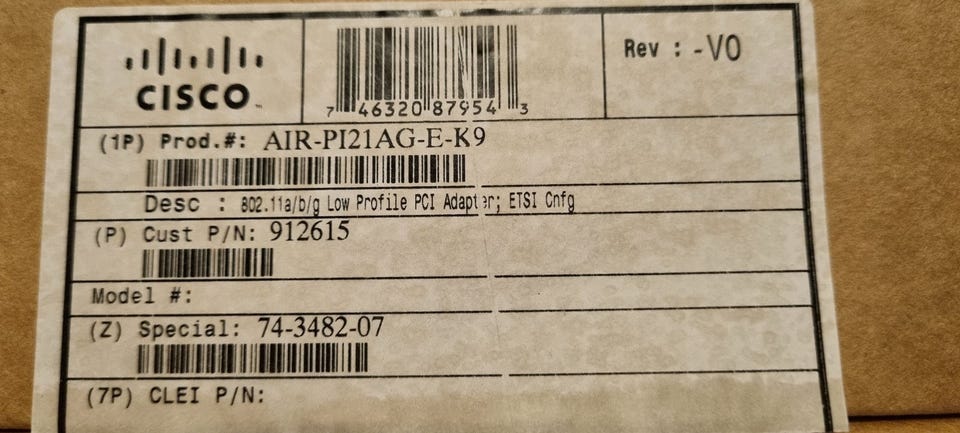 CISCO
7 46320 87954 3
Rev : -V0
(1P) Prod.#: AIR-PI21AG-E-K9
Desc : 802.11a/b/g Low Profile PCI Adapter; ETSI Cnfg
(P) Cust P/N: 912615
Model #:
(Z) Special: 74-3482-07
(7P) CLEI P/N: